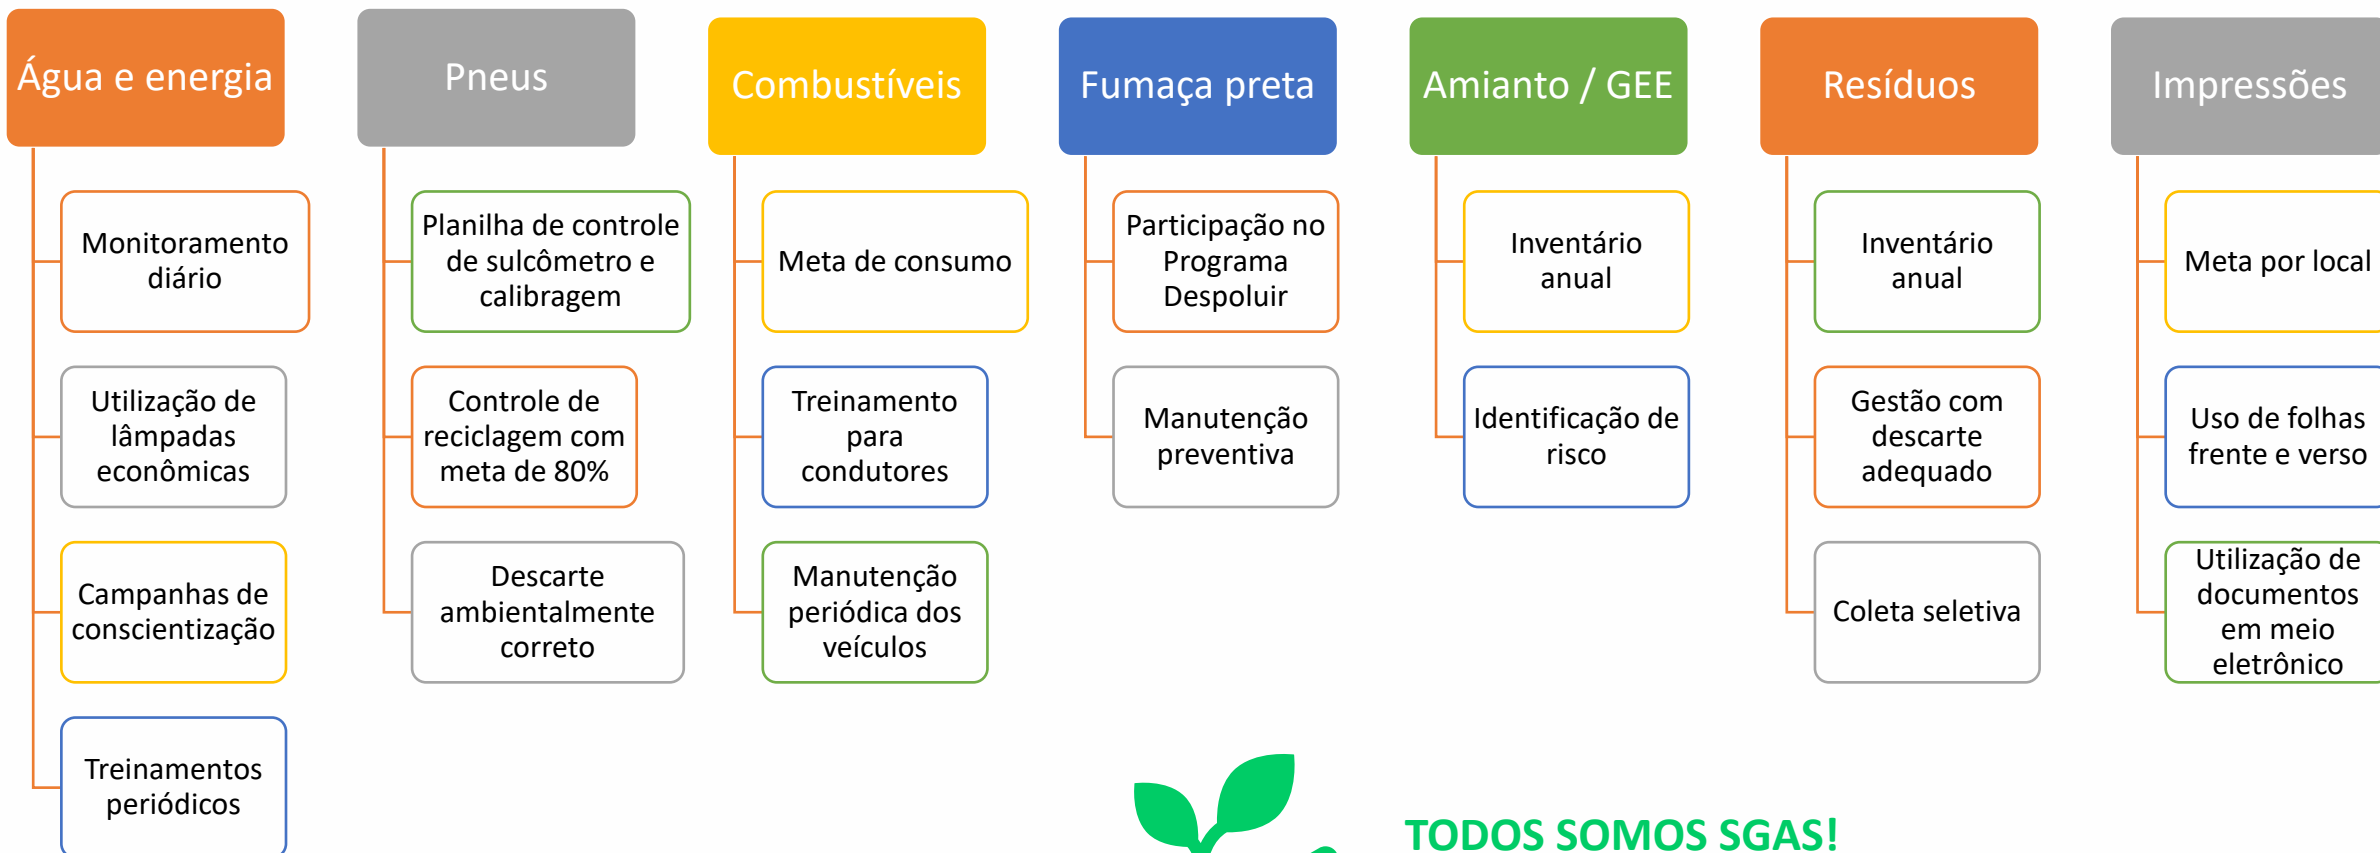 Água e energia
Monitoramento
diário
Utilização de
lâmpadas
econômicas
Campanhas de
conscientização
Treinamentos
periódicos
Pneus
Planilha de controle
de sulcômetro e
calibragem
Controle de
reciclagem com
meta de 80%
Descarte
ambientalmente
correto
Combustíveis
Meta de consumo
Treinamento
para
condutores
Manutenção
periódica dos
veículos
Fumaça preta
Participação no
Programa
Despoluir
Manutenção
preventiva
Amianto / GEE
Inventário
anual
Identificação de
risco
Resíduos
Inventário
anual
Gestão com
descarte
adequado
Coleta seletiva
Impressões
Meta por local
Uso de folhas
frente e verso
Utilização de
documentos
em meio
eletrônico
TODOS SOMOS SGAS!